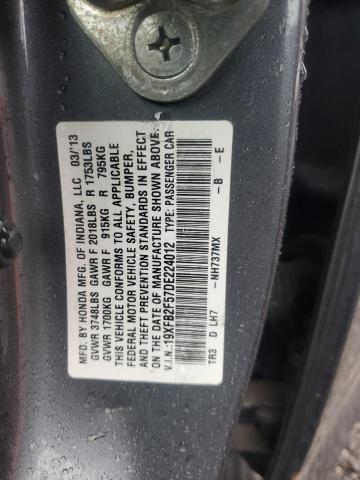 MFD. BY HONDA MFG. OF INDIANA, LLC 03/'13
GVWR 3748LBS GAWR F 2018LBS R 1753LBS
GVWR 1700KG GAWR F 915KG R 795KG
THIS VEHICLE CONFORMS TO ALL APPLICABLE
FEDERAL MOTOR VEHICLE SAFETY, BUMPER,
AND THEFT PREVENTION STANDARDS IN EFFECT
ON THE DATE OF MANUFACTURE SHOWN ABOVE.
V.I.N.:19XFB2F57DE224012 TYPE: PASSENGER CAR
TR3 D LH7 -NH737MX -B -E